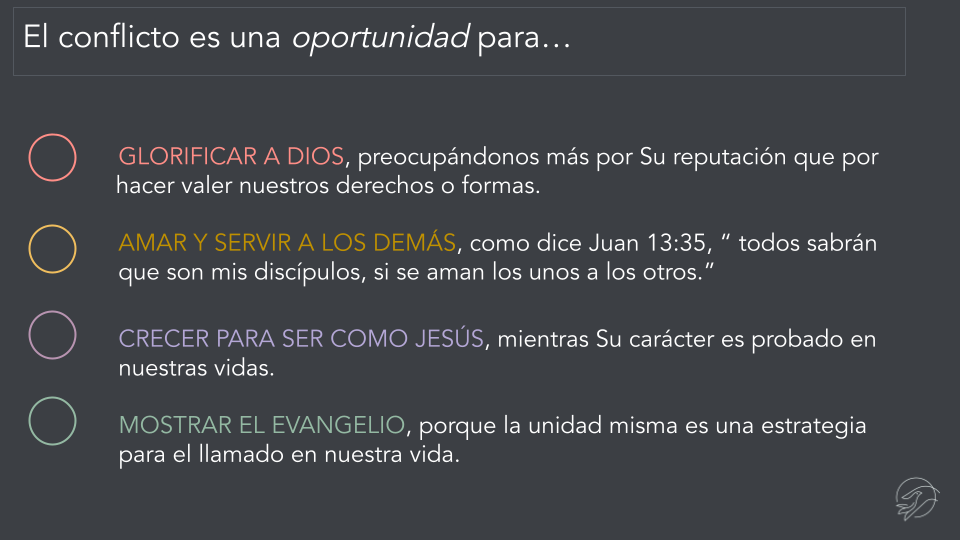 El conflicto es una oportunidad para…
GLORIFICAR A DIOS, preocupándonos más por Su reputación que por
hacer valer nuestros derechos o formas.
AMAR Y SERVIR A LOS DEMÁS, como dice Juan 13:35, “ todos sabrán
que son mis discípulos, si se aman los unos a los otros.”
CRECER PARA SER COMO JESÚS, mientras Su carácter es probado en
nuestras vidas.
MOSTRAR EL EVANGELIO, porque la unidad misma es una estrategia
para el llamado en nuestra vida.